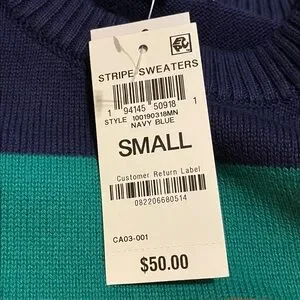 STRIPE SWEATERS
1 94145 50918 1
STYLE 100190318MN
NAVY BLUE
SMALL
Customer Return Label
082206680514
CA03-001
$50.00